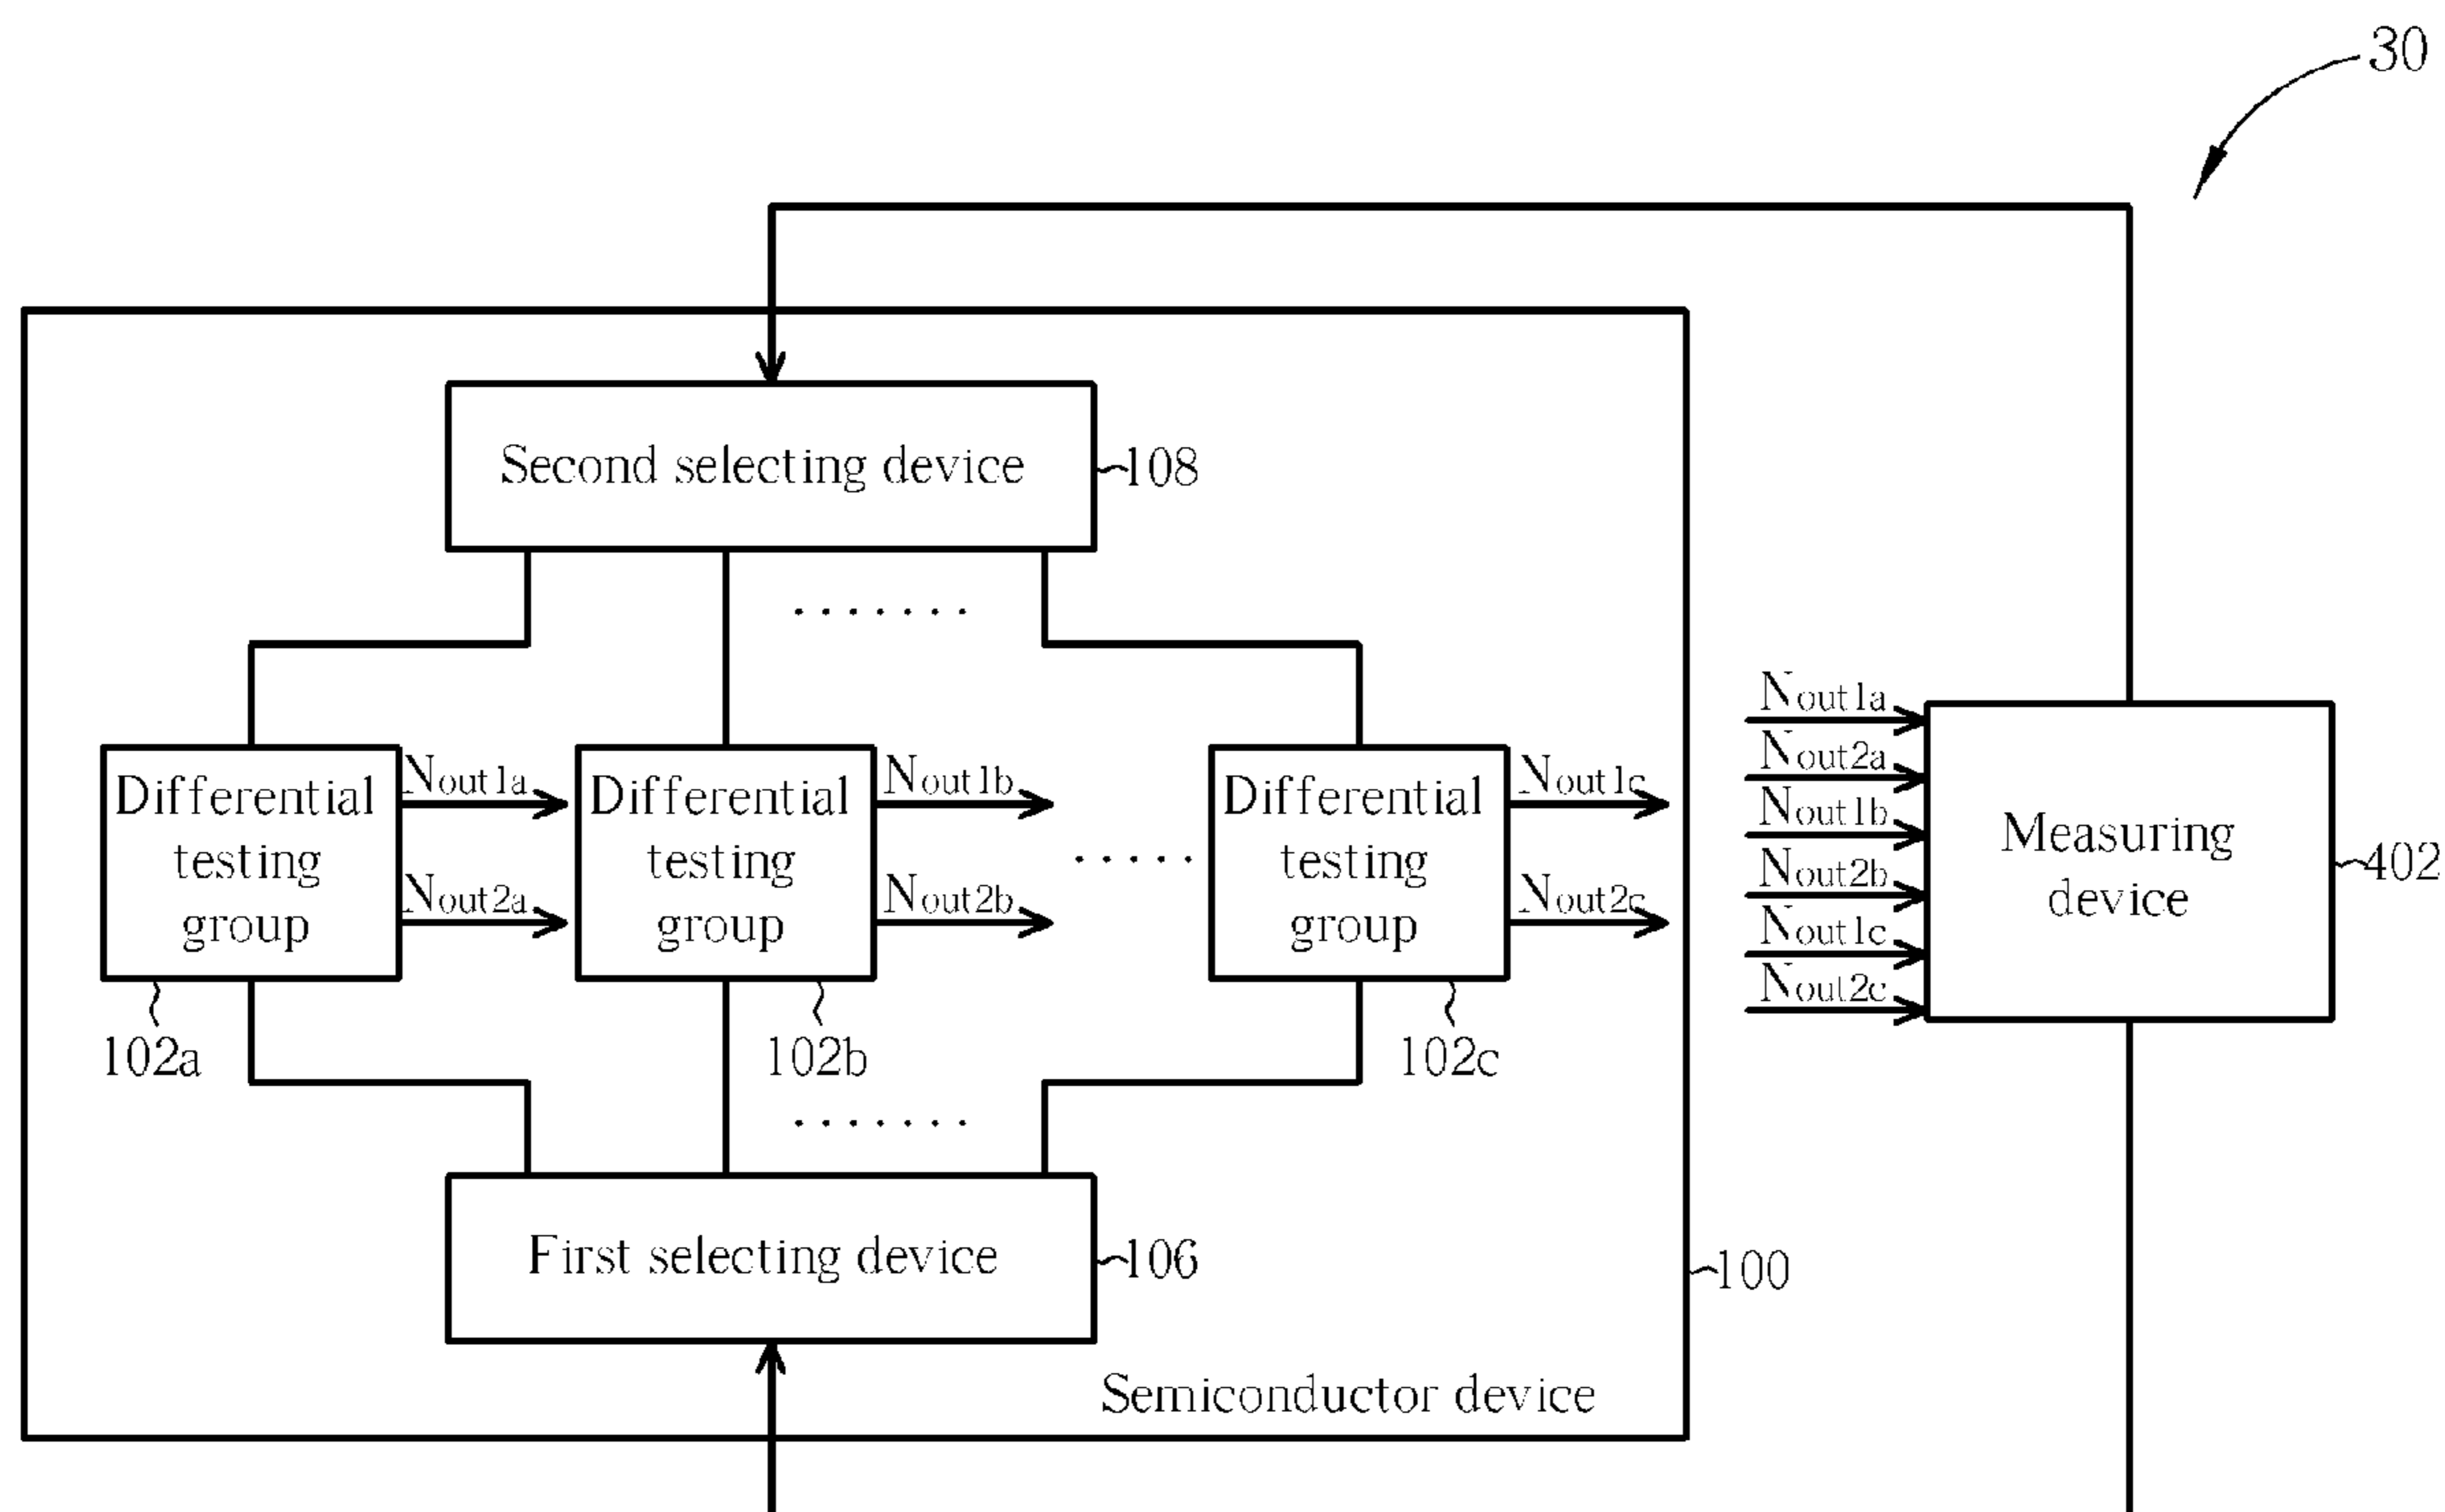 30
Second selecting device
108
Differential
testing
group
Nout1a
Nout2a
102a
Differential
testing
group
Nout1b
Nout2b
102b
Differential
testing
group
Nout1c
Nout2c
102c
Nout1a
Nout2a
Nout1b
Nout2b
Nout1c
Nout2c
Measuring
device
402
First selecting device
106
100
Semiconductor device